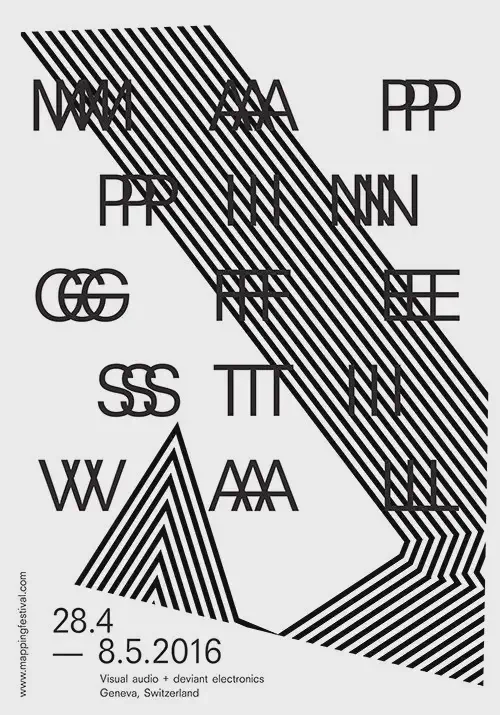 MMM AAA PPP
PPP III NNN
GGG FFF EEE
SSS TTT III
VVV AAA LLL
28.4
— 8.5.2016
Visual audio + deviant electronics
Geneva, Switzerland
www.mappingfestival.com